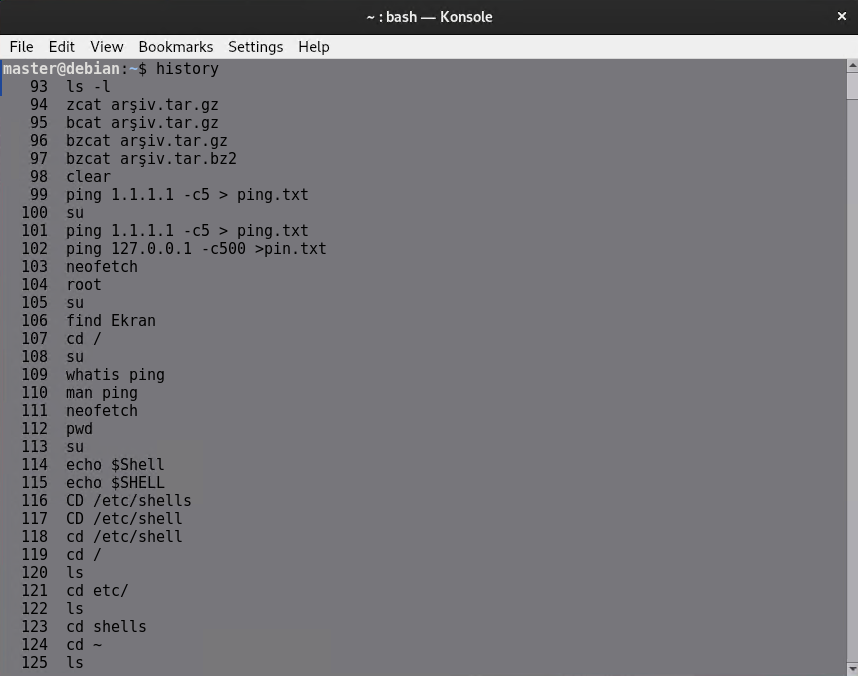 ~ : bash — Konsole
File Edit View Bookmarks Settings Help
master@debian:~$ history
93 ls -l
94 zcat arşiv.tar.gz
95 bcat arşiv.tar.gz
96 bzcat arşiv.tar.gz
97 bzcat arşiv.tar.bz2
98 clear
99 ping 1.1.1.1 -c5 > ping.txt
100 su
101 ping 1.1.1.1 -c5 > ping.txt
102 ping 127.0.0.1 -c500 >pin.txt
103 neofetch
104 root
105 su
106 find Ekran
107 cd /
108 su
109 whatis ping
110 man ping
111 neofetch
112 pwd
113 su
114 echo $Shell
115 echo $SHELL
116 CD /etc/shells
117 CD /etc/shell
118 cd /etc/shell
119 cd /
120 ls
121 cd etc/
122 ls
123 cd shells
124 cd ~
125 ls